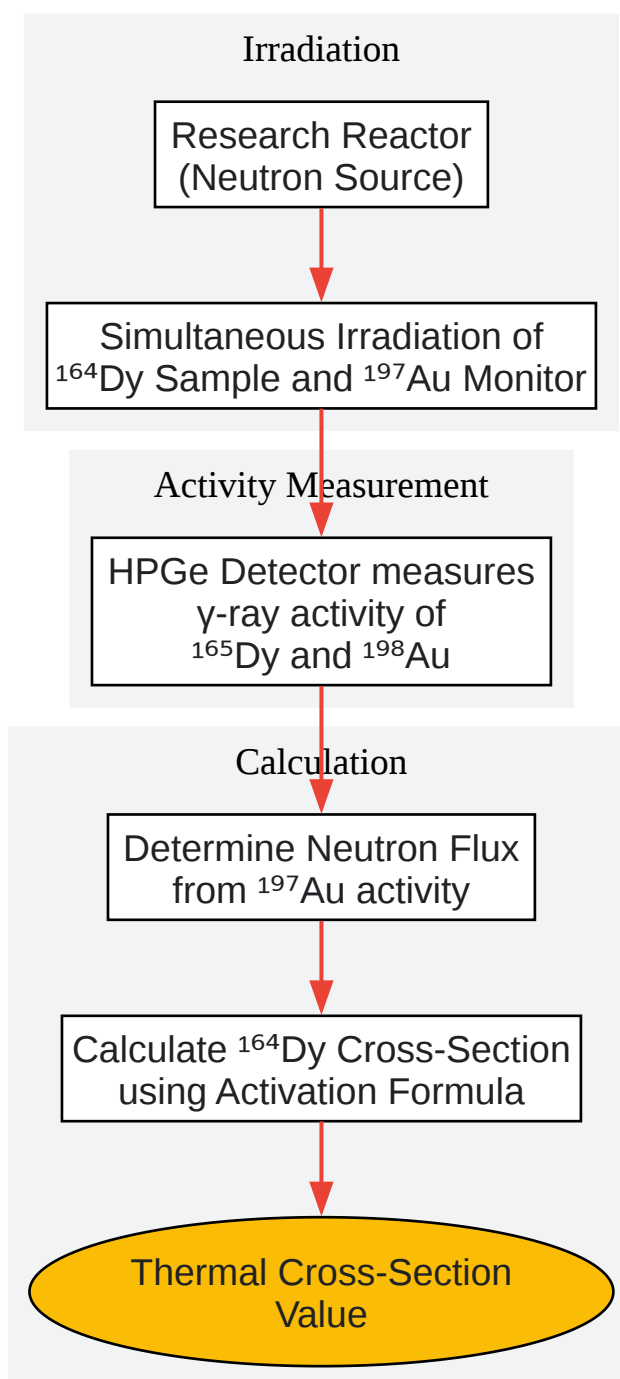 Irradiation
Research Reactor
(Neutron Source)
Simultaneous Irradiation of
¹⁶⁴Dy Sample and ¹⁹⁷Au Monitor
Activity Measurement
HPGe Detector measures
γ-ray activity of
¹⁶⁵Dy and ¹⁹⁸Au
Calculation
Determine Neutron Flux
from ¹⁹⁷Au activity
Calculate ¹⁶⁴Dy Cross-Section
using Activation Formula
Thermal Cross-Section
Value